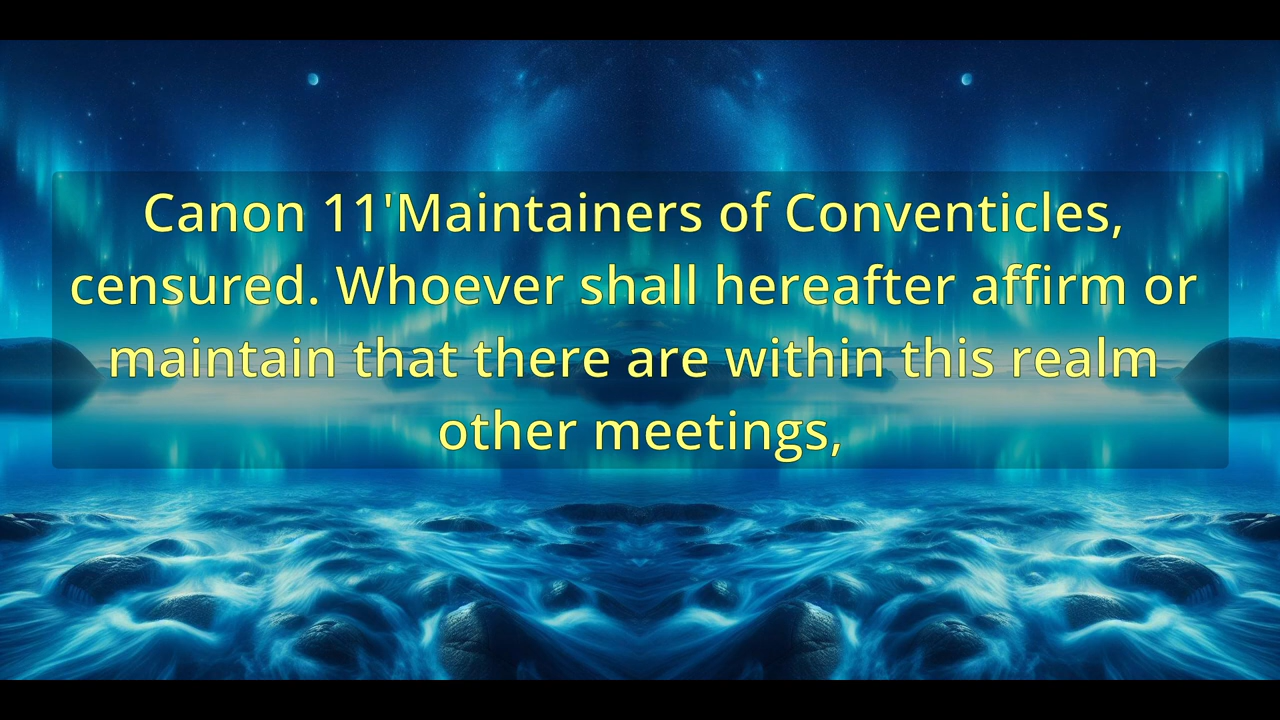 Canon 11'Maintainers of Conventicles,
censured. Whoever shall hereafter affirm or
maintain that there are within this realm
other meetings,